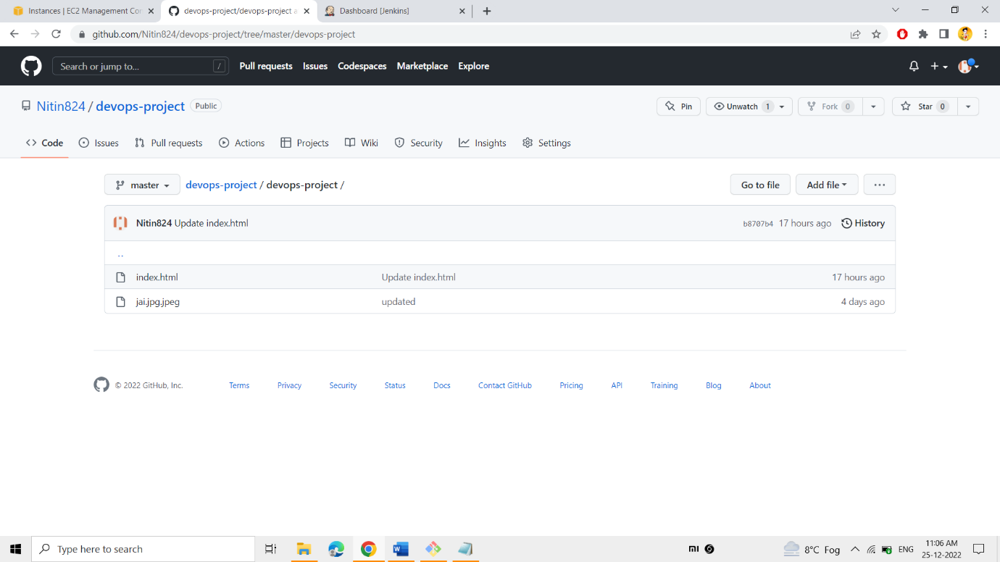 Instances | EC2 Management Con
devops-project/devops-project a
Dashboard [Jenkins]
github.com/Nitin824/devops-project/tree/master/devops-project
Search or jump to... /
Pull requests Issues Codespaces Marketplace Explore
Nitin824 / devops-project Public
Pin Unwatch 1 Fork 0 Star 0
Code Issues Pull requests Actions Projects Wiki Security Insights Settings
master devops-project / devops-project / Go to file Add file ...
Nitin824 Update index.html b8707b4 17 hours ago History
..
index.html Update index.html 17 hours ago
jai.jpg.jpeg updated 4 days ago
© 2022 GitHub, Inc. Terms Privacy Security Status Docs Contact GitHub Pricing API Training Blog About
Type here to search
8°C Fog ENG
11:06 AM
25-12-2022